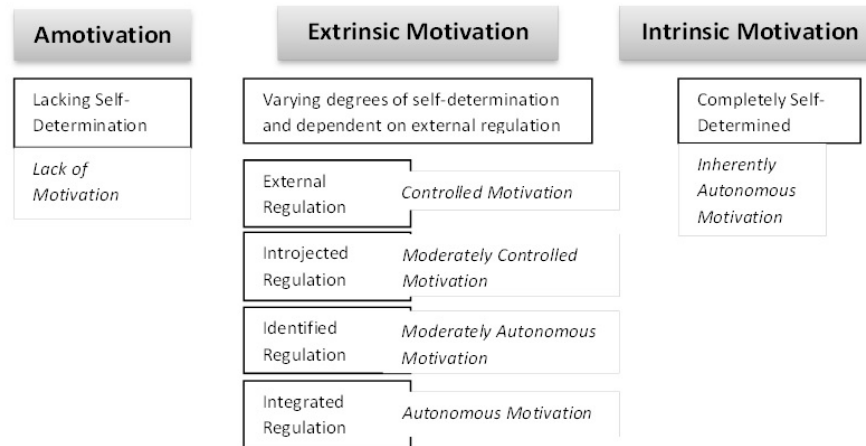 Amotivation
Extrinsic Motivation
Intrinsic Motivation
Lacking Self-
Determination
Lack of
Motivation
Varying degrees of self-determination
and dependent on external regulation
External
Regulation
Controlled Motivation
Introjected
Regulation
Moderately Controlled
Motivation
Identified
Regulation
Moderately Autonomous
Motivation
Integrated
Regulation
Autonomous Motivation
Completely Self-
Determined
Inherently
Autonomous
Motivation